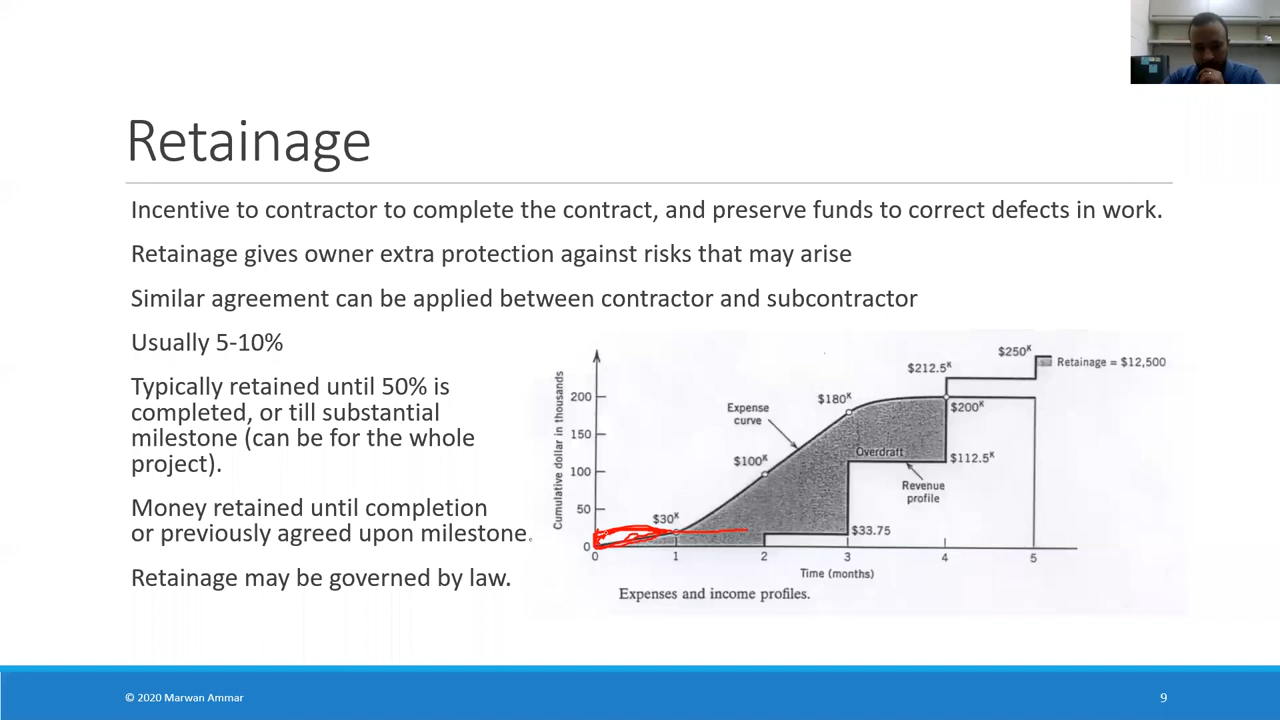 Retainage
Incentive to contractor to complete the contract, and preserve funds to correct defects in work.
Retainage gives owner extra protection against risks that may arise
Similar agreement can be applied between contractor and subcontractor
Usually 5-10%
Typically retained until 50% is
completed, or till substantial
milestone (can be for the whole
project).
Money retained until completion
or previously agreed upon milestone.
Retainage may be governed by law.
Cumulative dollar in thousands
200
150
100
50
0
0
1
2
3
4
5
Time (months)
Expense
curve
$30K
$100K
$180K
$212.5K
$250K
Retainage = $12,500
$200K
Overdraft
$112.5K
Revenue
profile
$33.75
Expenses and income profiles.
© 2020 Marwan Ammar
9